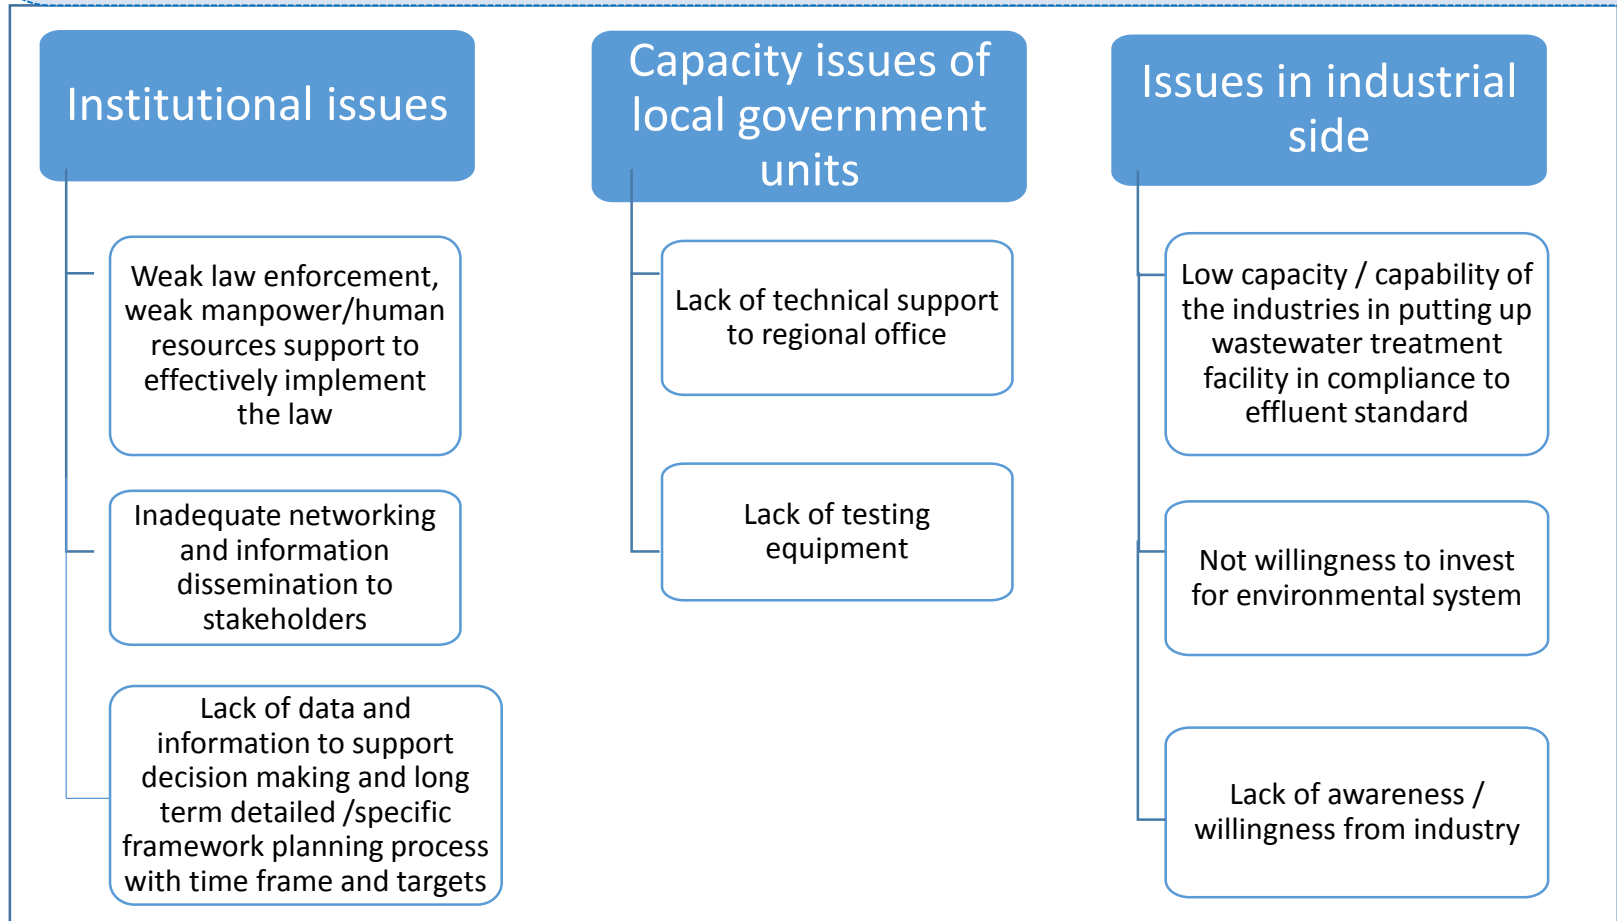 Institutional issues
Weak law enforcement,
weak manpower/human
resources support to
effectively implement
the law
Inadequate networking
and information
dissemination to
stakeholders
Lack of data and
information to support
decision making and long
term detailed /specific
framework planning process
with time frame and targets
Capacity issues of
local government
units
Lack of technical support
to regional office
Lack of testing
equipment
Issues in industrial
side
Low capacity / capability of
the industries in putting up
wastewater treatment
facility in compliance to
effluent standard
Not willingness to invest
for environmental system
Lack of awareness /
willingness from industry